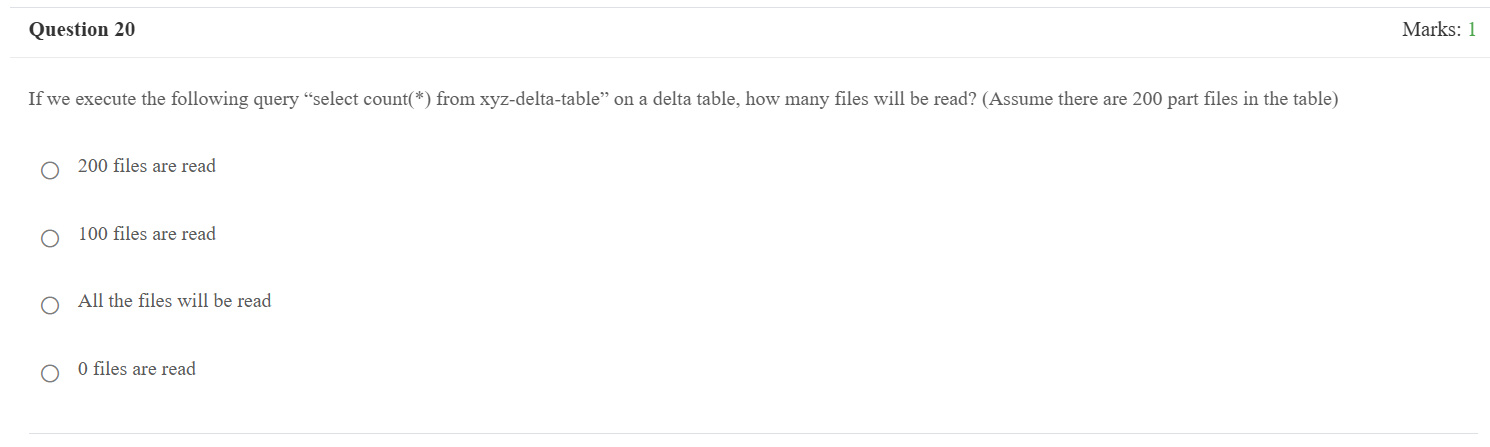 Question 20
Marks: 1
If we execute the following query “select count(*) from xyz-delta-table” on a delta table, how many files will be read? (Assume there are 200 part files in the table)
200 files are read
100 files are read
All the files will be read
0 files are read